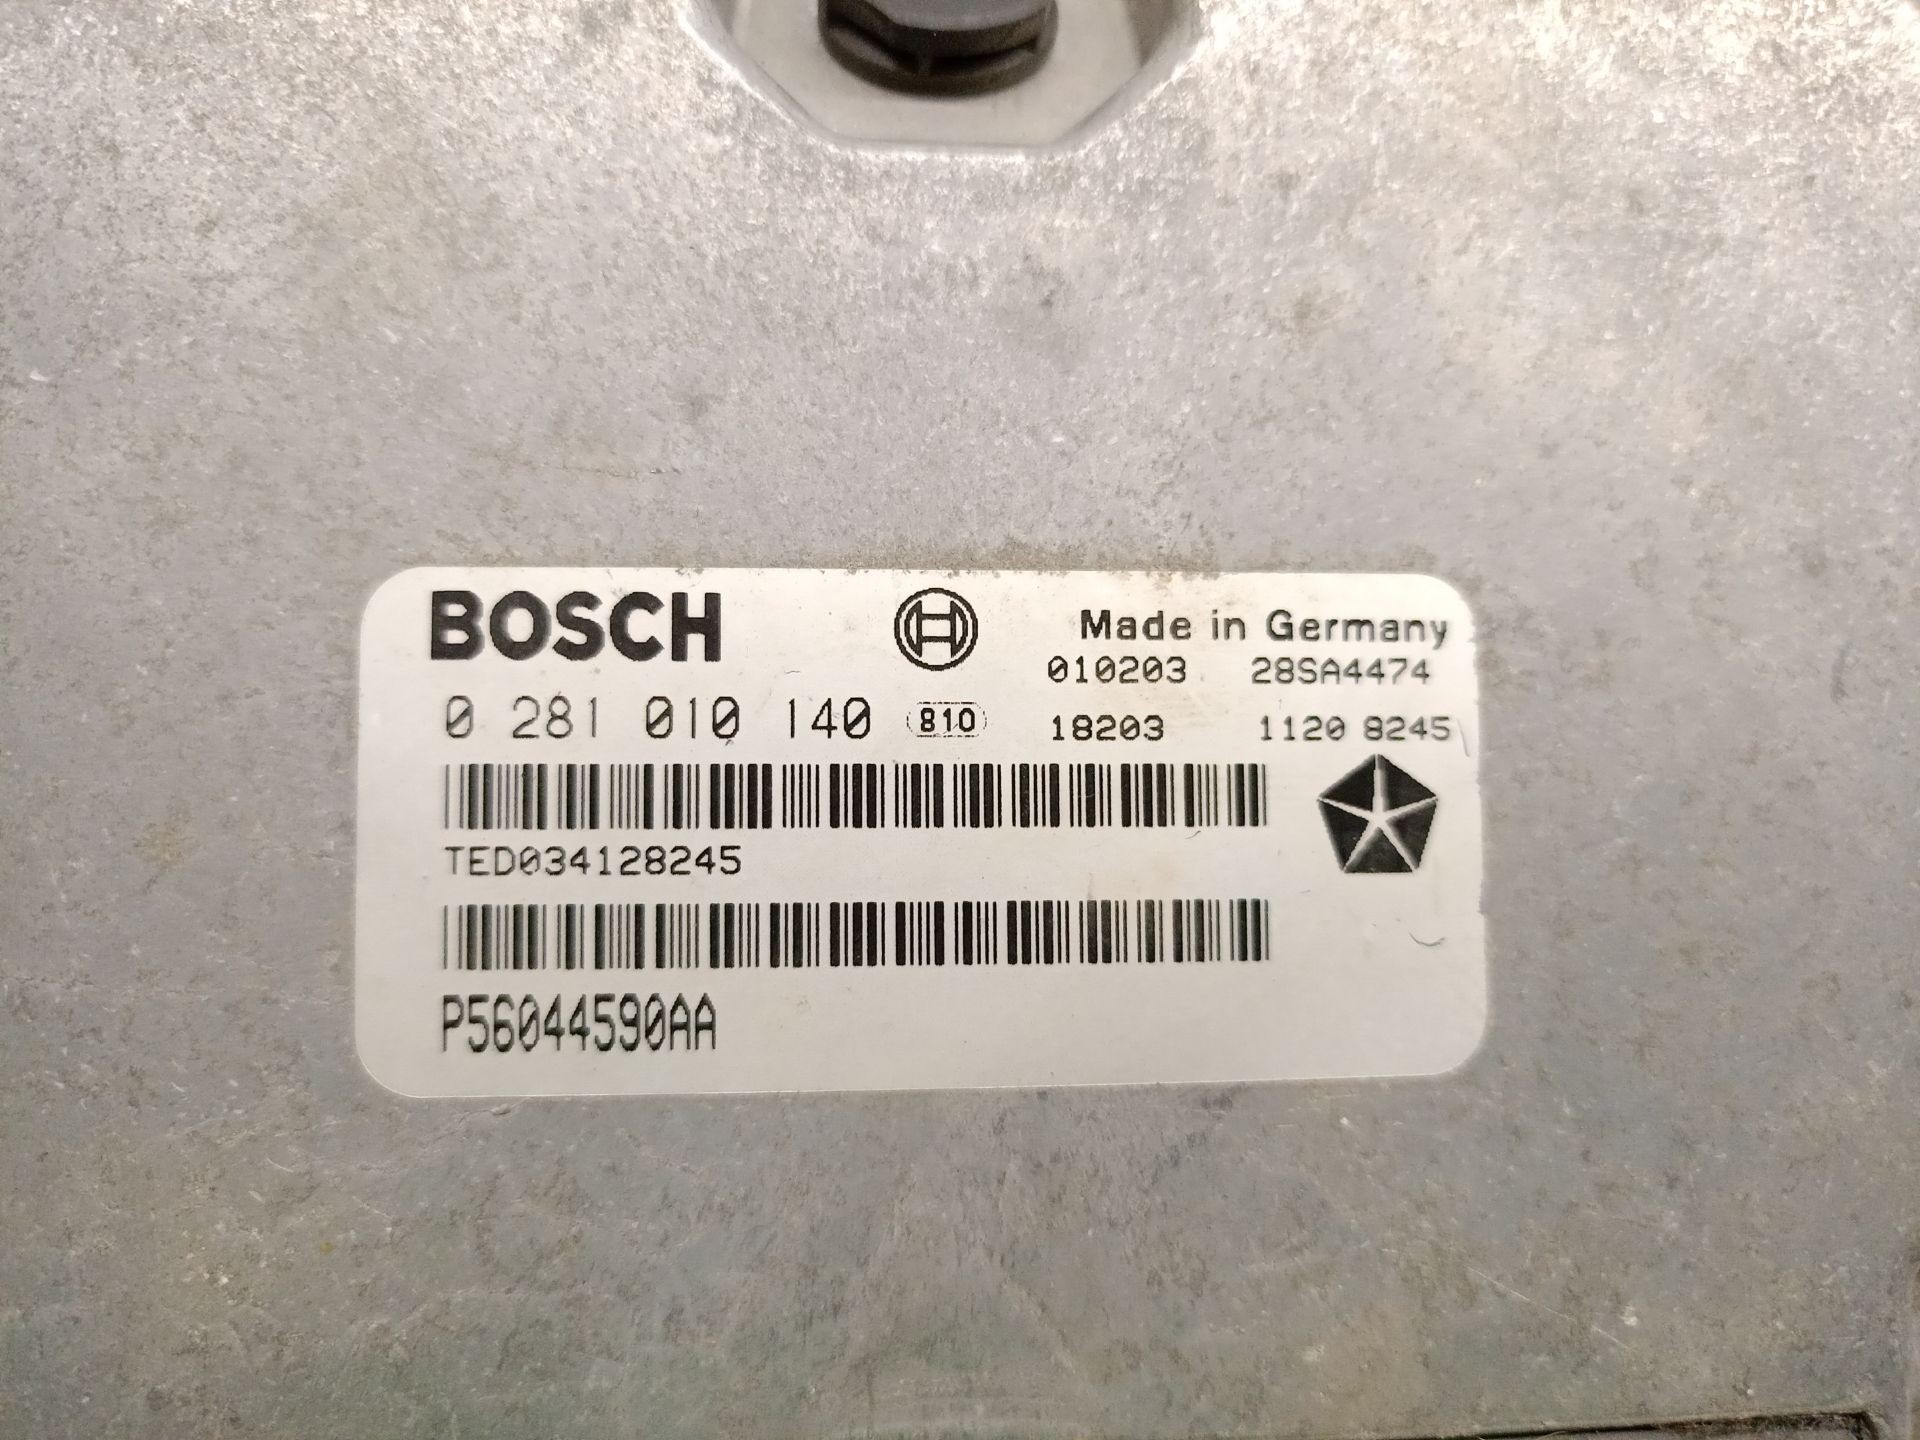 BOSCH
Made in Germany
010203 28SA4474
0 281 010 140 810 18203 1120 8245
TED034128245
P56044590AA